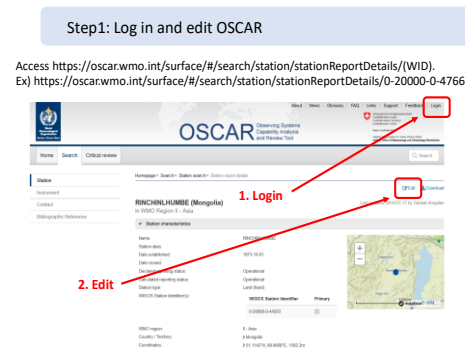 Step1: Log in and edit OSCAR
Access https://oscar.wmo.int/surface/#/search/station/stationReportDetails/(WID).
Ex) https://oscar.wmo.int/surface/#/search/station/stationReportDetails/0-20000-0-4766
About News Glossary FAQ Links Support Feedback Login
OSCAR Observing Systems
Capability Analysis
and Review Tool
Home Search Critical review
Search
Homepage> Search> Station search> Station report details
Station
Instrument
Contact
Bibliographic Reference
Edit Download
1. Login
RINCHINLHUMBE (Mongolia)
in WMO Region II - Asia
Station characteristics
Name:
Station alias:
Date established:
1973-10-01
Date closed:
Declared reporting status:
Operational
Calculated reporting status:
Operational
2. Edit
Station type:
Land (fixed)
WIGOS Station Identifier(s):
WIGOS Station Identifier Primary
WMO region:
II - Asia
Country / Territory:
Mongolia
Coordinates: